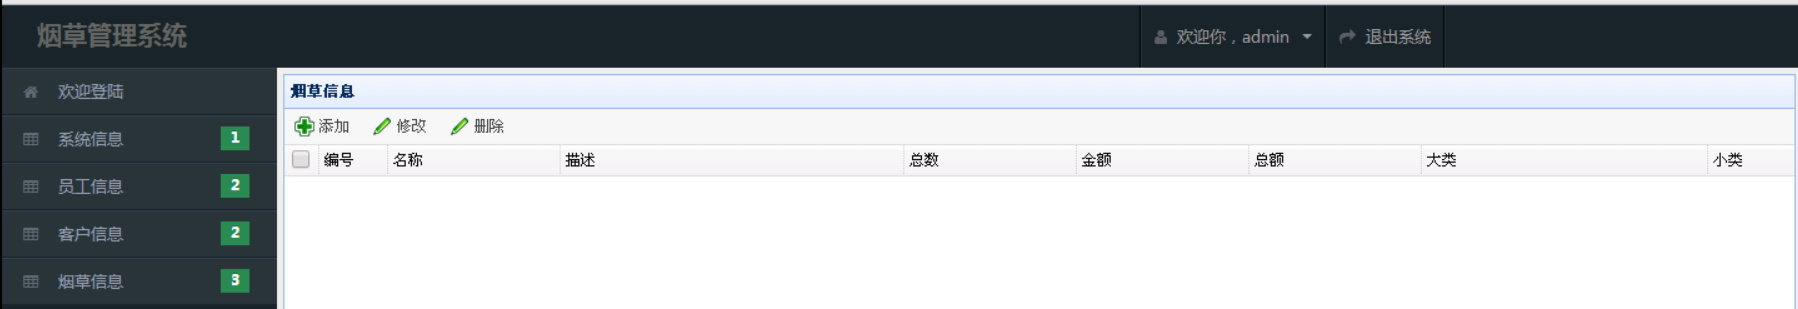 烟草管理系统
欢迎你，admin 退出系统
欢迎登陆
系统信息 1
员工信息 2
客户信息 2
烟草信息 3
烟草信息
添加 修改 删除
编号 名称 描述 总数 金额 总额 大类 小类